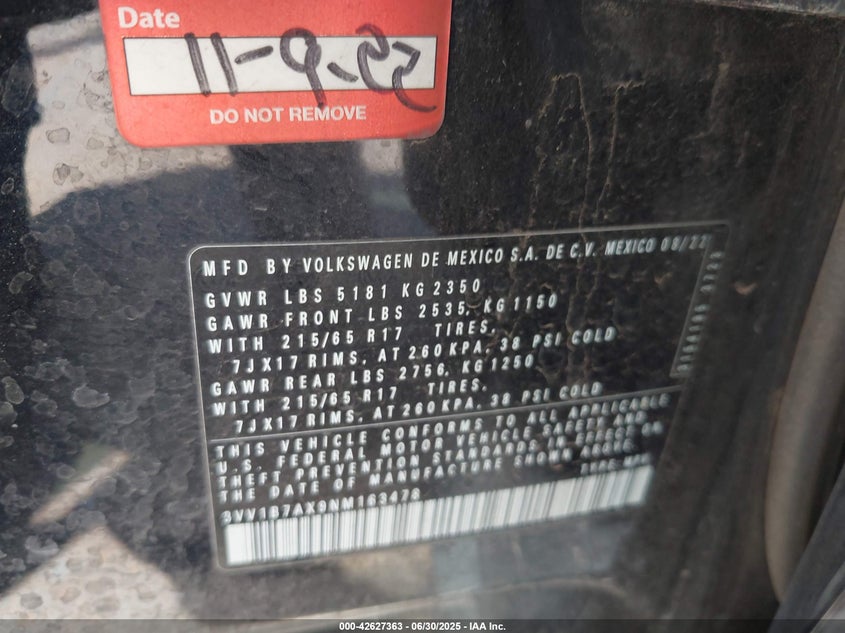 Date
11-9-22
DO NOT REMOVE
MFD BY VOLKSWAGEN DE MEXICO S.A. DE C.V. MEXICO 08/22
GVWR LBS 5181 KG 2350
GAWR FRONT LBS 2535, KG 1150
WITH 215/65 R17 TIRES,
7JX17 RIMS, AT 260 KPA, 38 PSI COLD
GAWR REAR LBS 2756, KG 1250
WITH 215/65 R17 TIRES,
7JX17 RIMS, AT 260 KPA, 38 PSI COLD
THIS VEHICLE CONFORMS TO ALL APPLICABLE
U.S. FEDERAL MOTOR VEHICLE SAFETY AND
THEFT PREVENTION STANDARDS IN EFFECT ON
THE DATE OF MANUFACTURE SHOWN ABOVE.
3VV1B7AX0NM163478
000-42627363 - 06/30/2025 - IAA Inc.